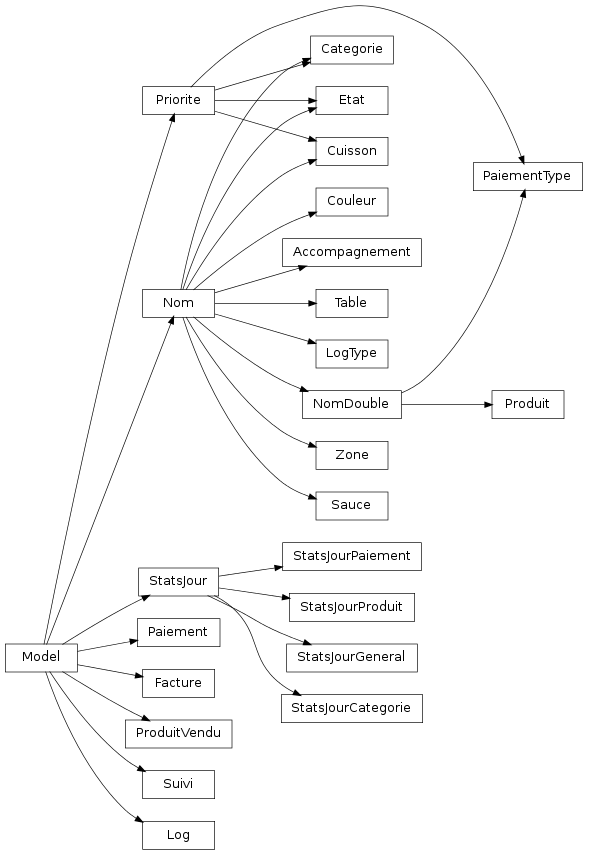 Categorie
Priorite
Etat
Cuisson
PaiementType
Couleur
Accompagnement
Nom
Table
LogType
NomDouble
Produit
Zone
Sauce
StatsJourPaiement
StatsJour
StatsJourProduit
Paiement
Model
StatsJourGeneral
Facture
StatsJourCategorie
ProduitVendu
Suivi
Log